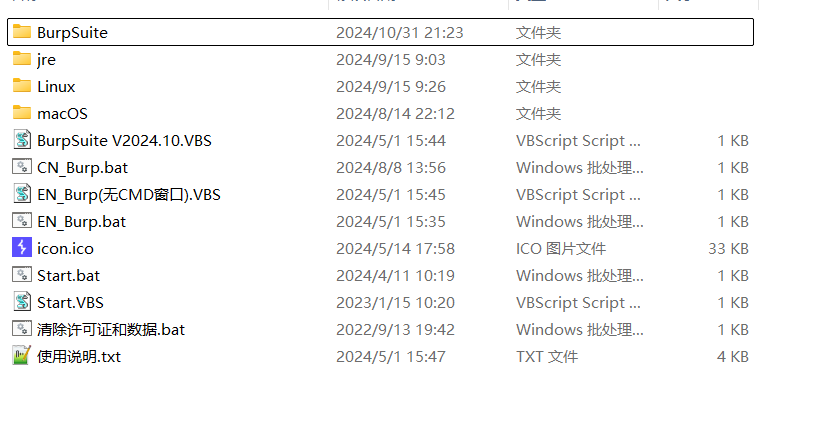 BurpSuite 2024/10/31 21:23 文件夹
jre 2024/9/15 9:03 文件夹
Linux 2024/9/15 9:26 文件夹
macOS 2024/8/14 22:12 文件夹
BurpSuite V2024.10.VBS 2024/5/1 15:44 VBScript Script ... 1 KB
CN_Burp.bat 2024/8/8 13:56 Windows 批处理... 1 KB
EN_Burp(无CMD窗口).VBS 2024/5/1 15:45 VBScript Script ... 1 KB
EN_Burp.bat 2024/5/1 15:35 Windows 批处理... 1 KB
icon.ico 2024/5/14 17:58 ICO 图片文件 33 KB
Start.bat 2024/4/11 10:19 Windows 批处理... 1 KB
Start.VBS 2023/1/15 10:20 VBScript Script ... 1 KB
清除许可证和数据.bat 2022/9/13 19:42 Windows 批处理... 1 KB
使用说明.txt 2024/5/1 15:47 TXT 文件 4 KB